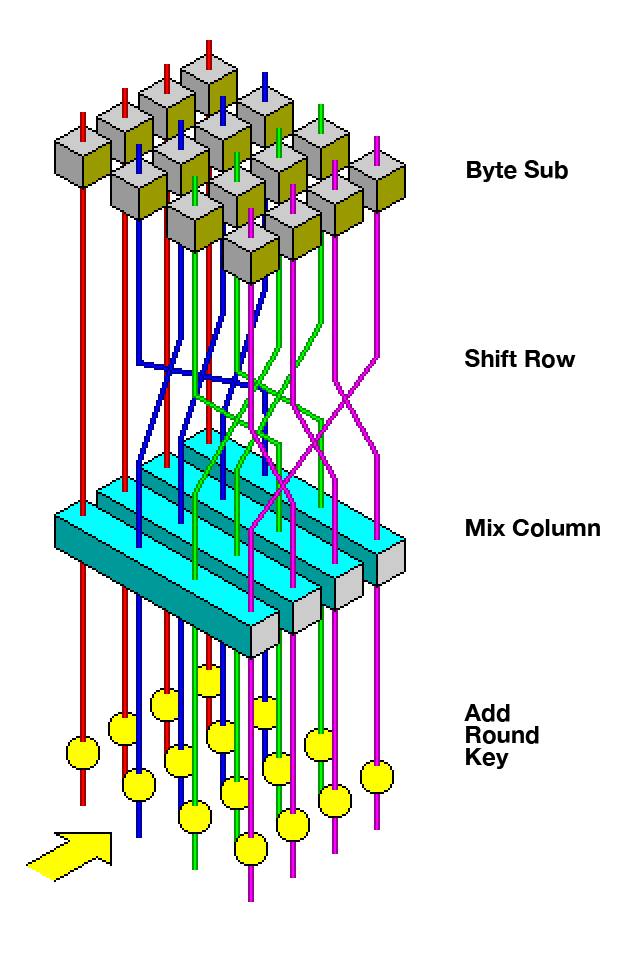 Byte Sub
Shift Row
Mix Column
Add
Round
Key